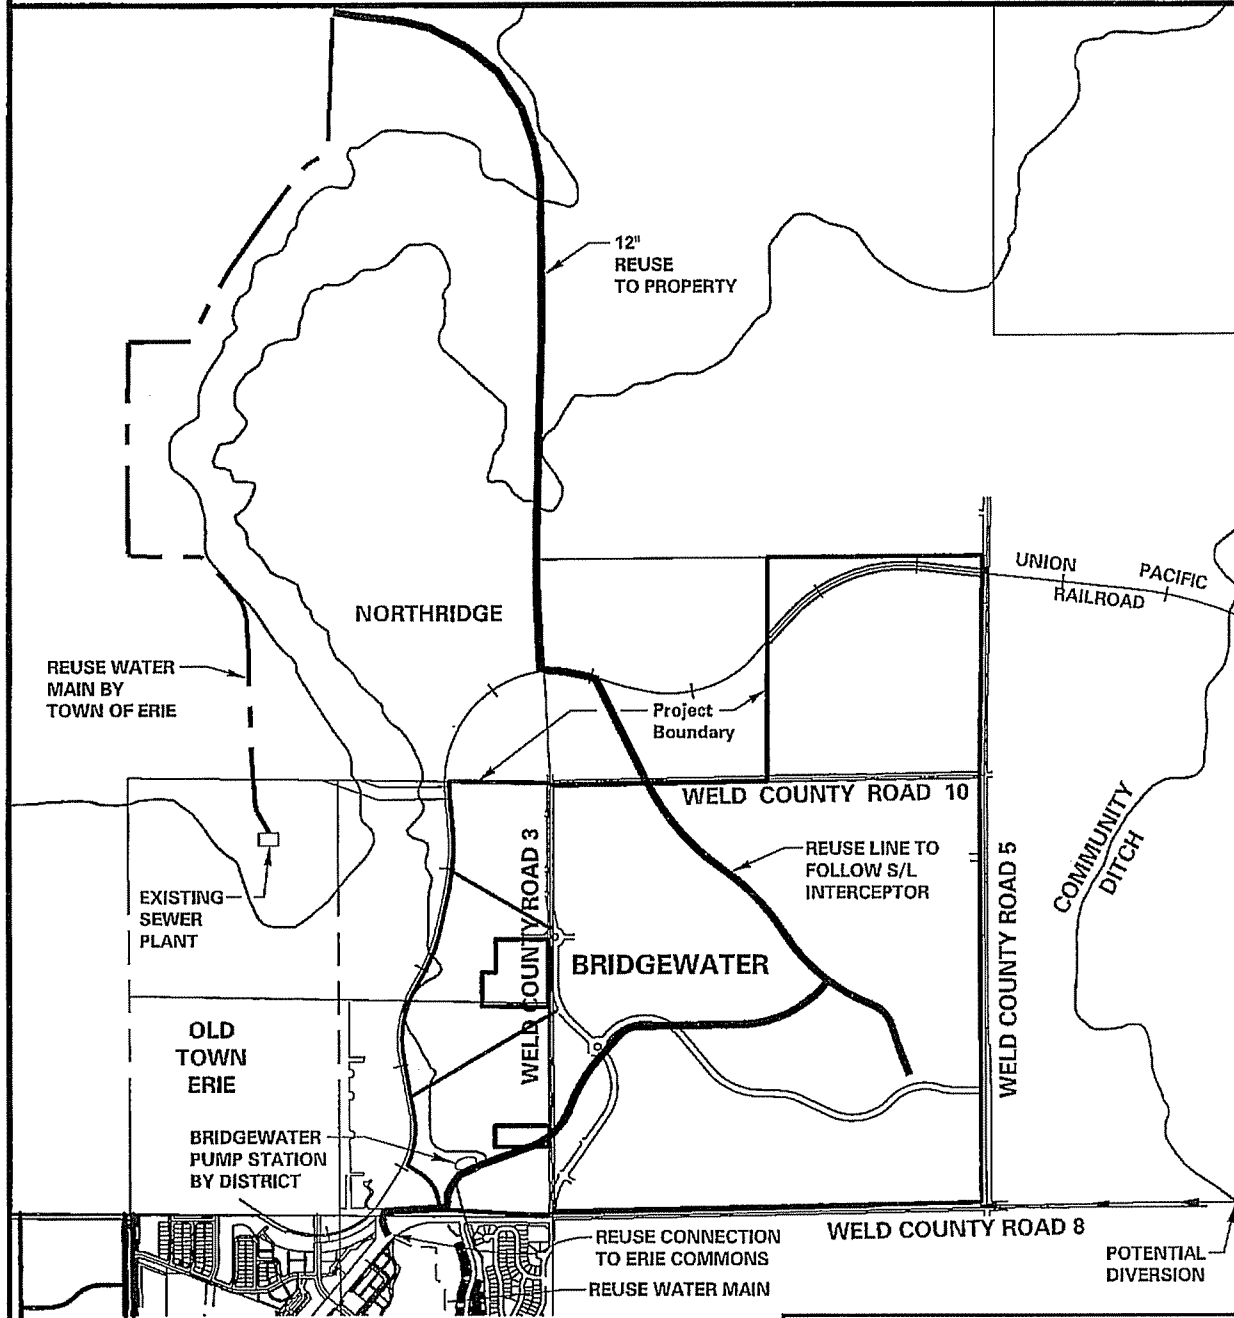 12"
REUSE
TO PROPERTY
UNION PACIFIC
RAILROAD
NORTHRIDGE
REUSE WATER
MAIN BY
TOWN OF ERIE
Project
Boundary
WELD COUNTY ROAD 10
WELD COUNTY ROAD 3
REUSE LINE TO
FOLLOW S/L
INTERCEPTOR
WELD COUNTY ROAD 5
COMMUNITY
DITCH
EXISTING
SEWER
PLANT
BRIDGEWATER
OLD
TOWN
ERIE
BRIDGEWATER
PUMP STATION
BY DISTRICT
WELD COUNTY ROAD 8
REUSE CONNECTION
TO ERIE COMMONS
REUSE WATER MAIN
POTENTIAL
DIVERSION